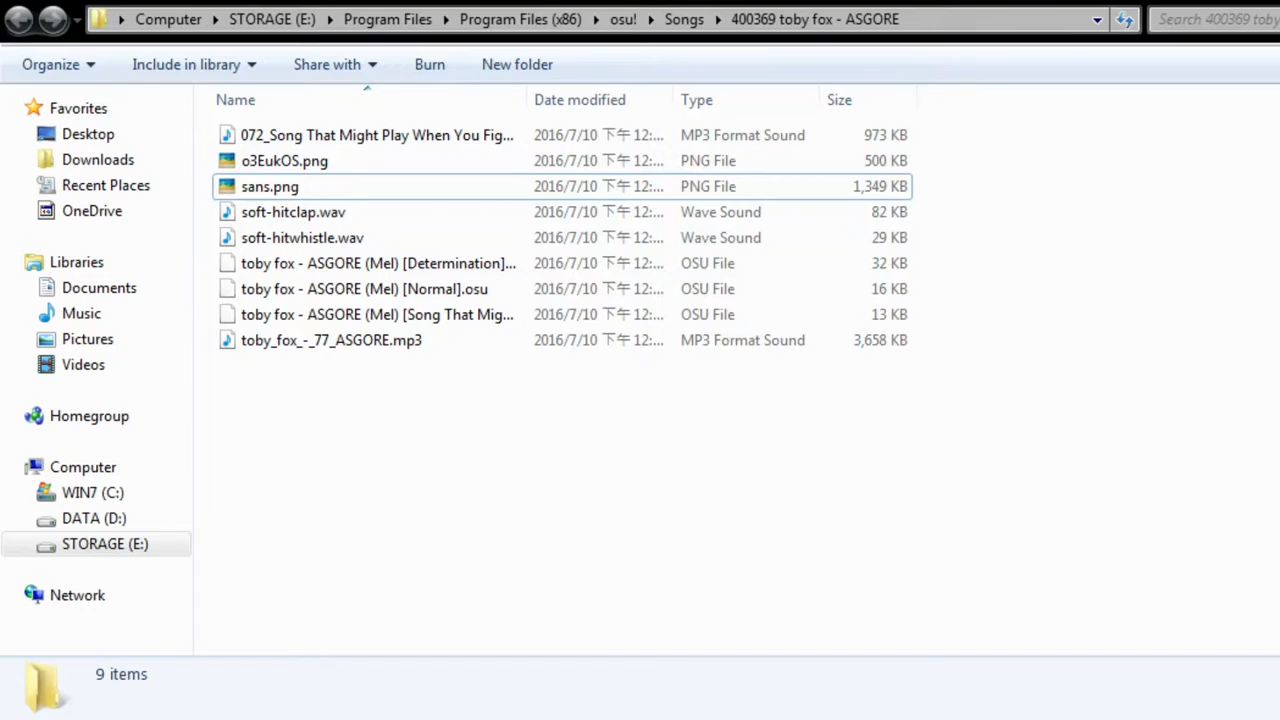 Computer STORAGE (E:) Program Files Program Files (x86) osu! Songs 400369 toby fox - ASGORE Search 400369 toby
Organize Include in library Share with Burn New folder
Name Date modified Type Size
Favorites
Desktop
Downloads
Recent Places
OneDrive
Libraries
Documents
Music
Pictures
Videos
Homegroup
Computer
WIN7 (C:)
DATA (D:)
STORAGE (E:)
Network
072_Song That Might Play When You Fig... 2016/7/10 下午 12:... MP3 Format Sound 973 KB
o3EukOS.png 2016/7/10 下午 12:... PNG File 500 KB
sans.png 2016/7/10 下午 12:... PNG File 1,349 KB
soft-hitclap.wav 2016/7/10 下午 12:... Wave Sound 82 KB
soft-hitwhistle.wav 2016/7/10 下午 12:... Wave Sound 29 KB
toby fox - ASGORE (Mel) [Determination]... 2016/7/10 下午 12:... OSU File 32 KB
toby fox - ASGORE (Mel) [Normal].osu 2016/7/10 下午 12:... OSU File 16 KB
toby fox - ASGORE (Mel) [Song That Mig... 2016/7/10 下午 12:... OSU File 13 KB
toby_fox_-_77_ASGORE.mp3 2016/7/10 下午 12:... MP3 Format Sound 3,658 KB
9 items